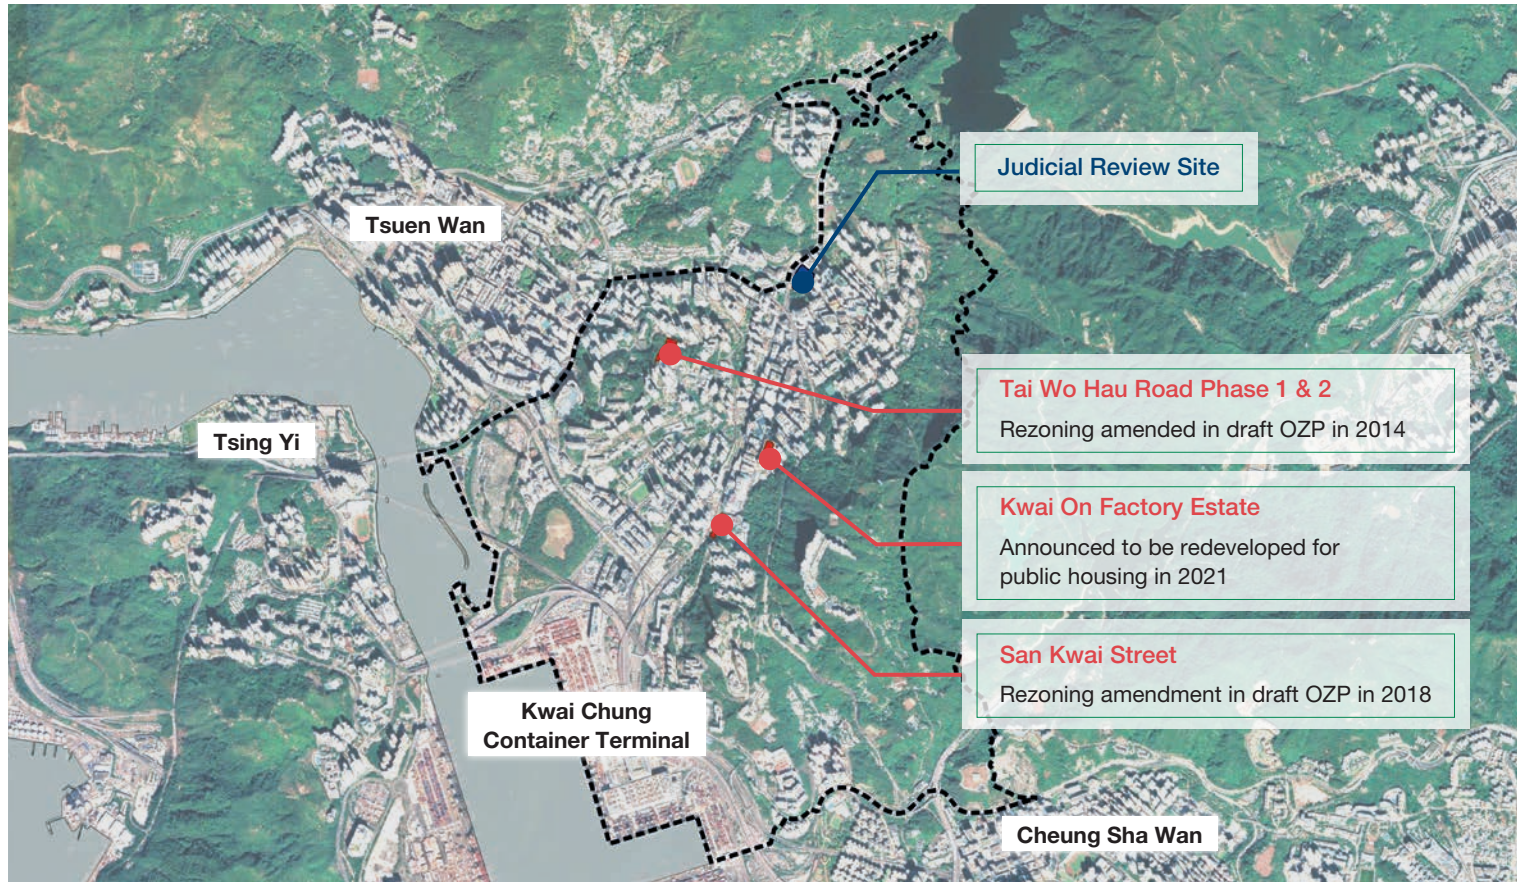 Judicial Review Site
Tsuen Wan
Tai Wo Hau Road Phase 1 & 2
Rezoning amended in draft OZP in 2014
Tsing Yi
Kwai On Factory Estate
Announced to be redeveloped for
public housing in 2021
San Kwai Street
Rezoning amendment in draft OZP in 2018
Kwai Chung
Container Terminal
Cheung Sha Wan